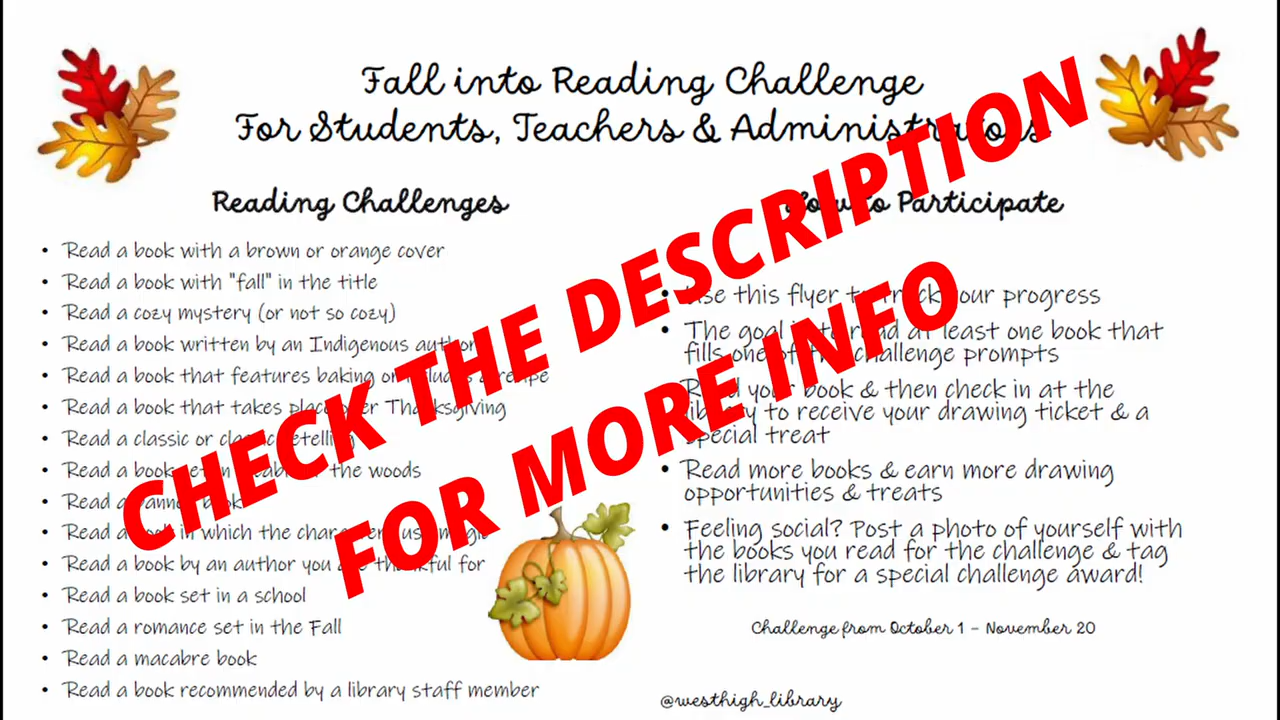 Fall into Reading Challenge
For Students, Teachers & Administrators
Reading Challenges
• Read a book with a brown or orange cover
• Read a book with "fall" in the title
• Read a cozy mystery (or not so cozy)
• Read a book written by an Indigenous author
• Read a book that features baking or includes a recipe
• Read a book that takes place over Thanksgiving
• Read a classic or classic retelling
• Read a book set in a cabin or the woods
• Read a banned book
• Read a book in which the characters use magic
• Read a book by an author you are thankful for
• Read a book set in a school
• Read a romance set in the Fall
• Read a macabre book
• Read a book recommended by a library staff member
How to Participate
• Use this flyer to track your progress
• The goal is to read at least one book that
fills one of the challenge prompts
• Read your book & then check in at the
library to receive your drawing ticket & a
special treat
• Read more books & earn more drawing
opportunities & treats
• Feeling social? Post a photo of yourself with
the books you read for the challenge & tag
the library for a special challenge award!
Challenge from October 1 - November 20
@westhigh_library
CHECK THE DESCRIPTION
FOR MORE INFO